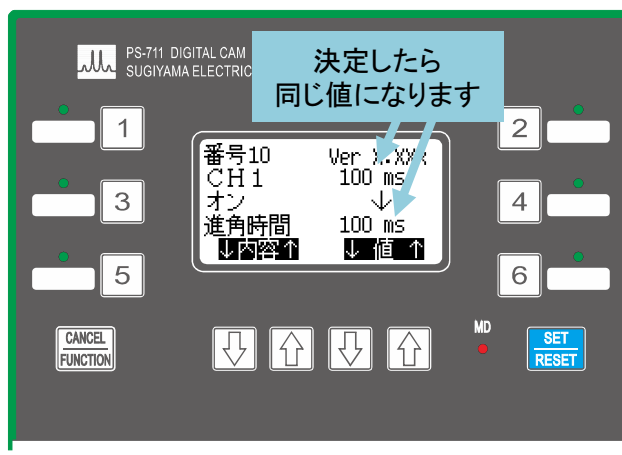 PS-711 DIGITAL CAM
SUGIYAMA ELECTRIC
決定したら
同じ値になります
1
2
3
4
5
6
番号10 Ver X.XXx
CH1 100 ms
オン ↓
進角時間 100 ms
↓内容↑ ↓ 値 ↑
CANCEL
FUNCTION
MD
SET
RESET